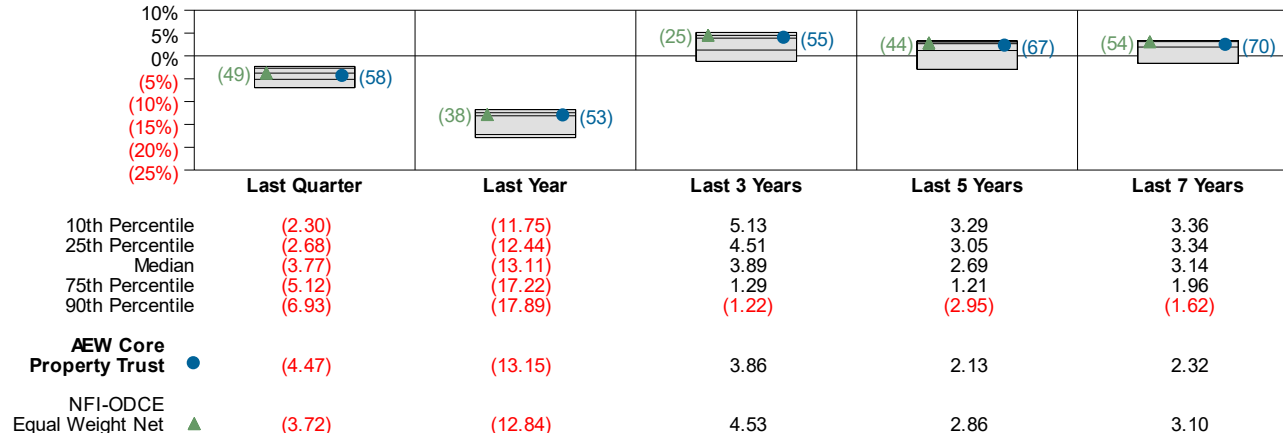 10%
5%
0%
(5%)
(10%)
(15%)
(20%)
(25%)
(49) (58)
(38) (53)
(25) (55)
(44) (67)
(54) (70)
Last Quarter Last Year Last 3 Years Last 5 Years Last 7 Years
10th Percentile (2.30) (11.75) 5.13 3.29 3.36
25th Percentile (2.68) (12.44) 4.51 3.05 3.34
Median (3.77) (13.11) 3.89 2.69 3.14
75th Percentile (5.12) (17.22) 1.29 1.21 1.96
90th Percentile (6.93) (17.89) (1.22) (2.95) (1.62)
AEW Core
Property Trust (4.47) (13.15) 3.86 2.13 2.32
NFI-ODCE
Equal Weight Net (3.72) (12.84) 4.53 2.86 3.10